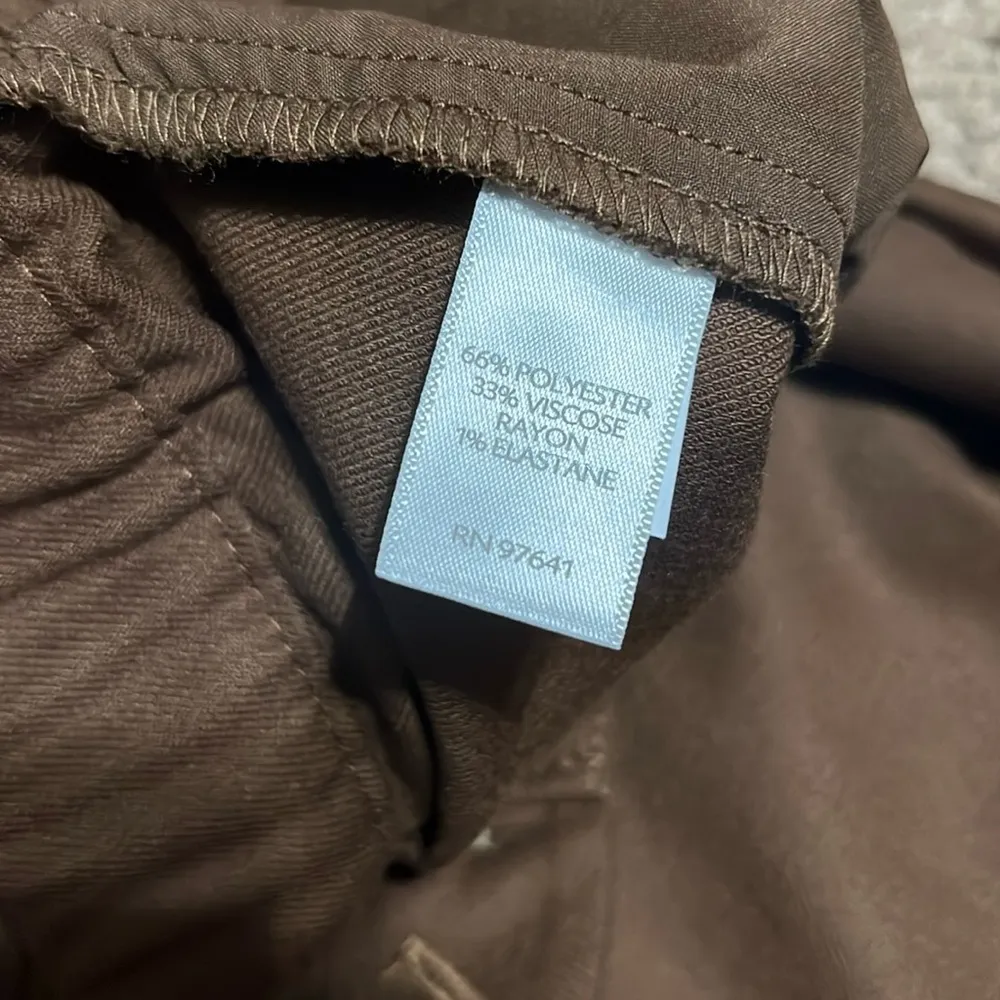 66% POLYESTER
33% VISCOSE
RAYON
1% ELASTANE
RN 97641